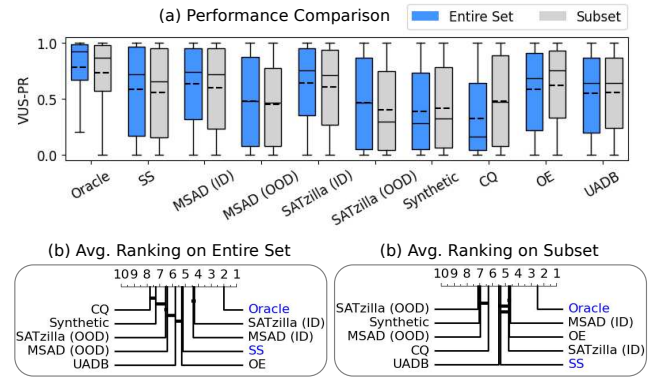 (a) Performance Comparison
Entire Set
Subset
VUS-PR
1.0
0.5
0.0
Oracle
SS
MSAD (ID)
MSAD (OOD)
SATzilla (ID)
SATzilla (OOD)
Synthetic
CQ
OE
UADB
(b) Avg. Ranking on Entire Set
10 9 8 7 6 5 4 3 2 1
CQ
Synthetic
SATzilla (OOD)
MSAD (OOD)
UADB
Oracle
SATzilla (ID)
MSAD (ID)
SS
OE
(b) Avg. Ranking on Subset
10 9 8 7 6 5 4 3 2 1
SATzilla (OOD)
Synthetic
MSAD (OOD)
CQ
UADB
Oracle
MSAD (ID)
OE
SATzilla (ID)
SS